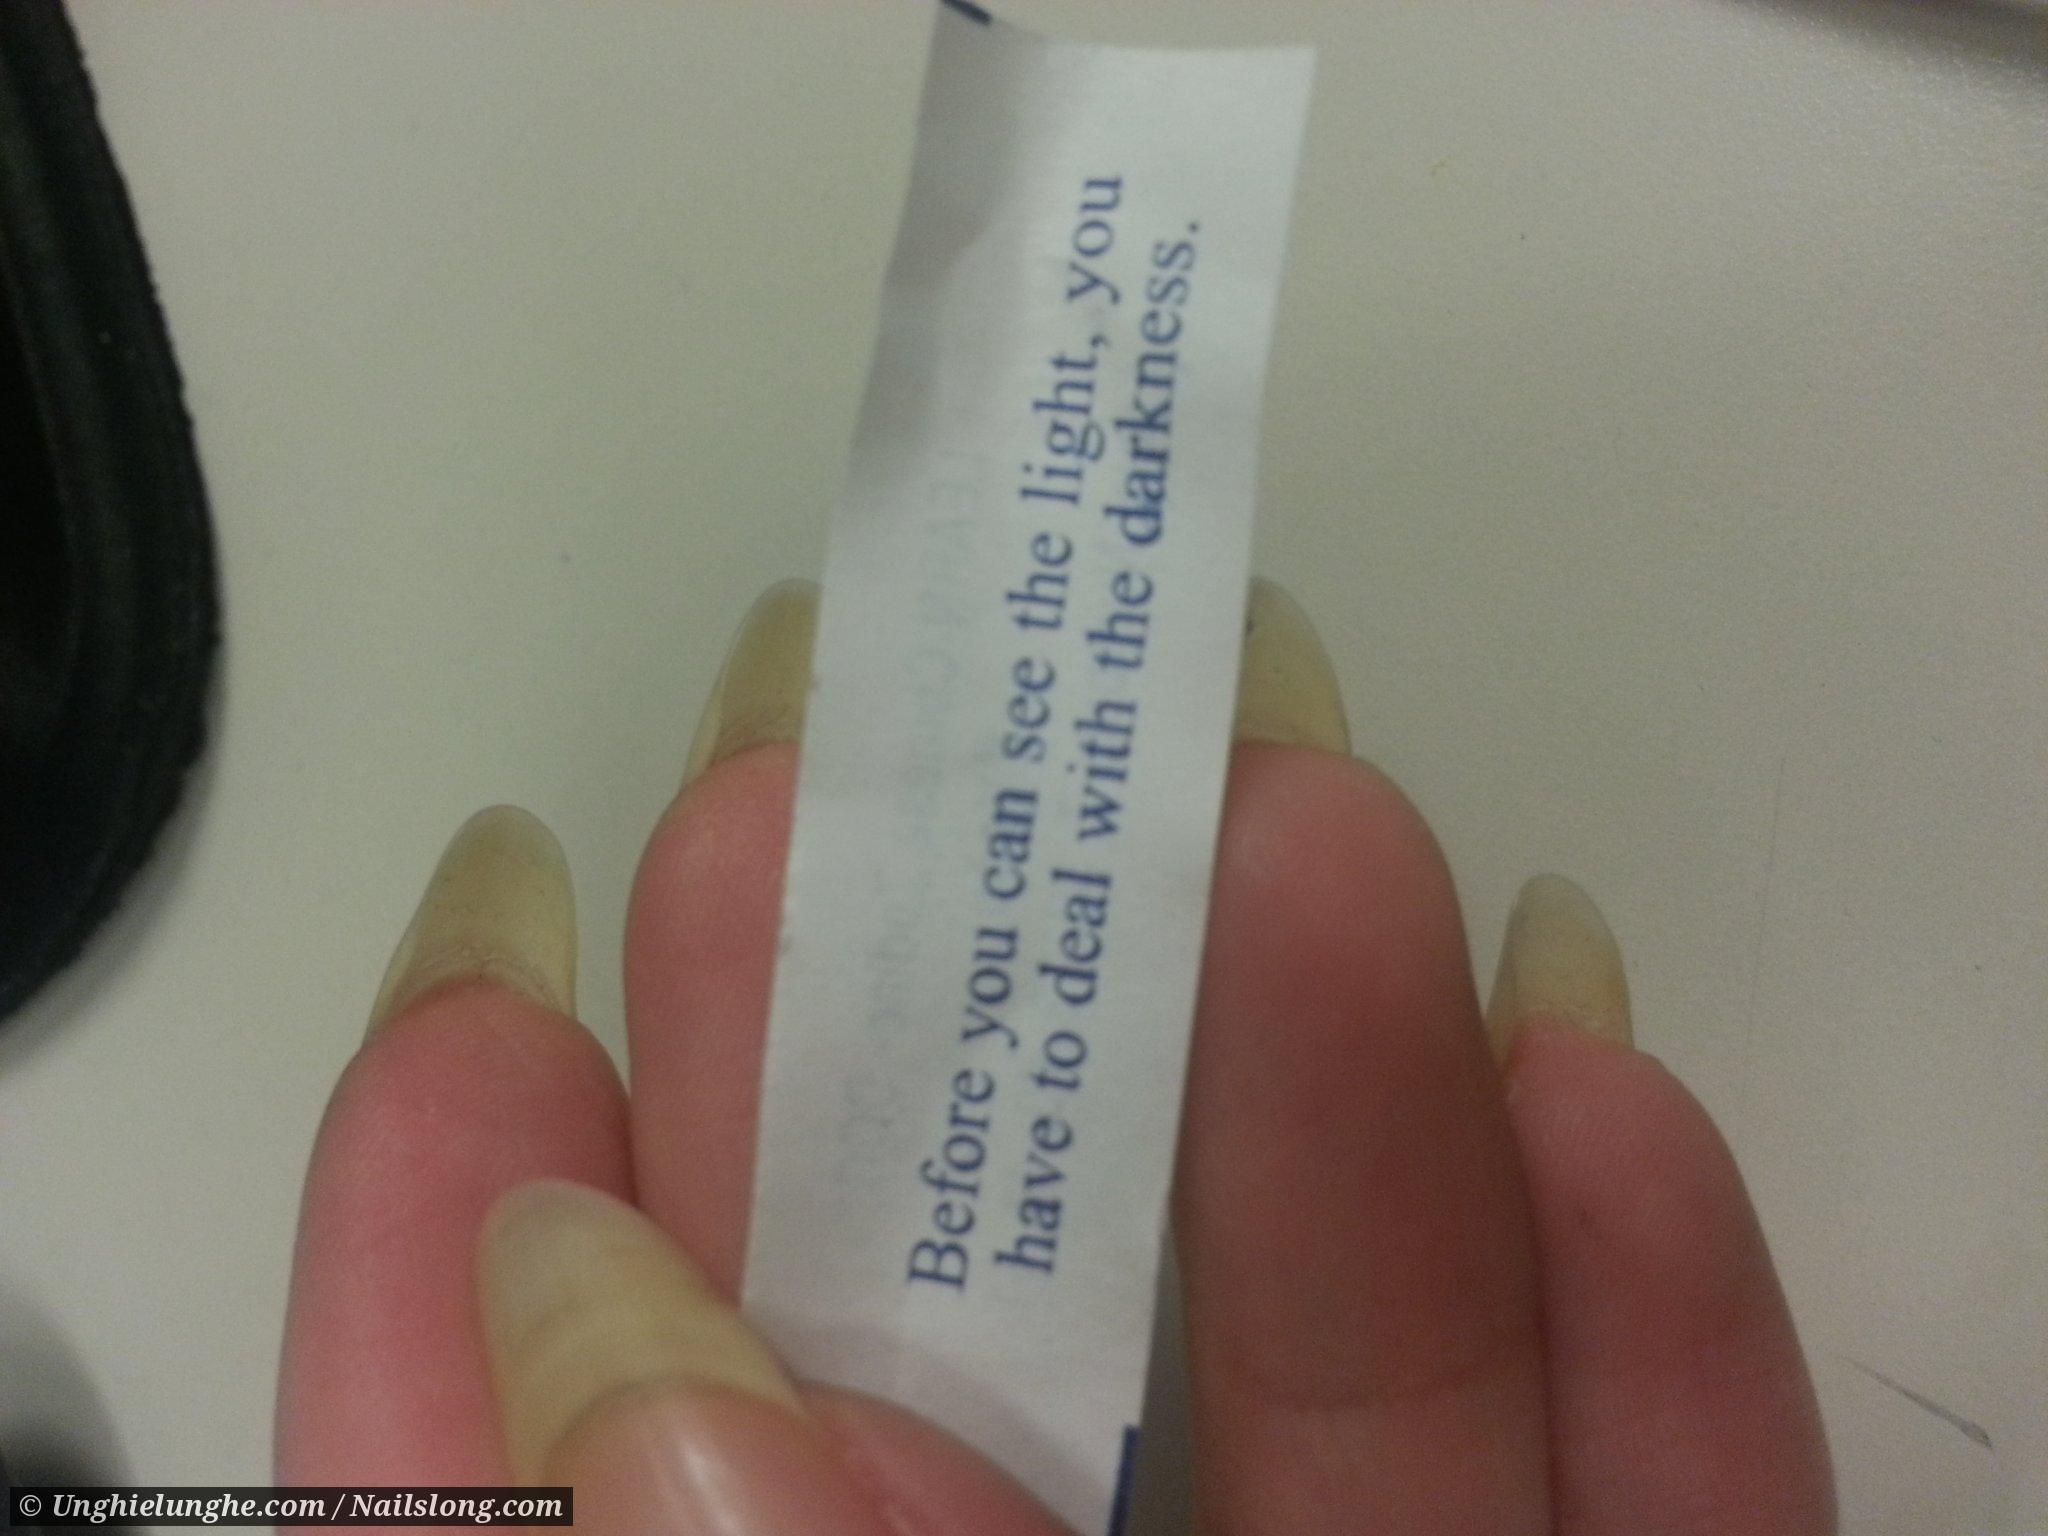 Before you can see the light, you
have to deal with the darkness.
© Unghielunghe.com / Nailslong.com